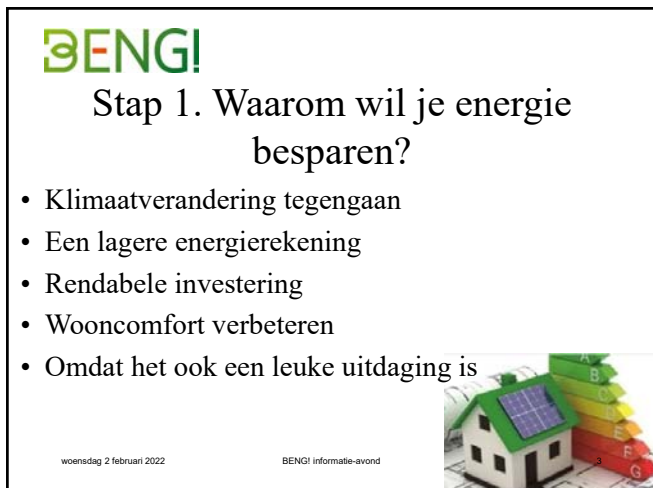 BENG!
Stap 1. Waarom wil je energie
besparen?
• Klimaatverandering tegengaan
• Een lagere energierekening
• Rendabele investering
• Wooncomfort verbeteren
• Omdat het ook een leuke uitdaging is
A
B
C
D
E
F
G
woensdag 2 februari 2022
BENG! informatie-avond
3